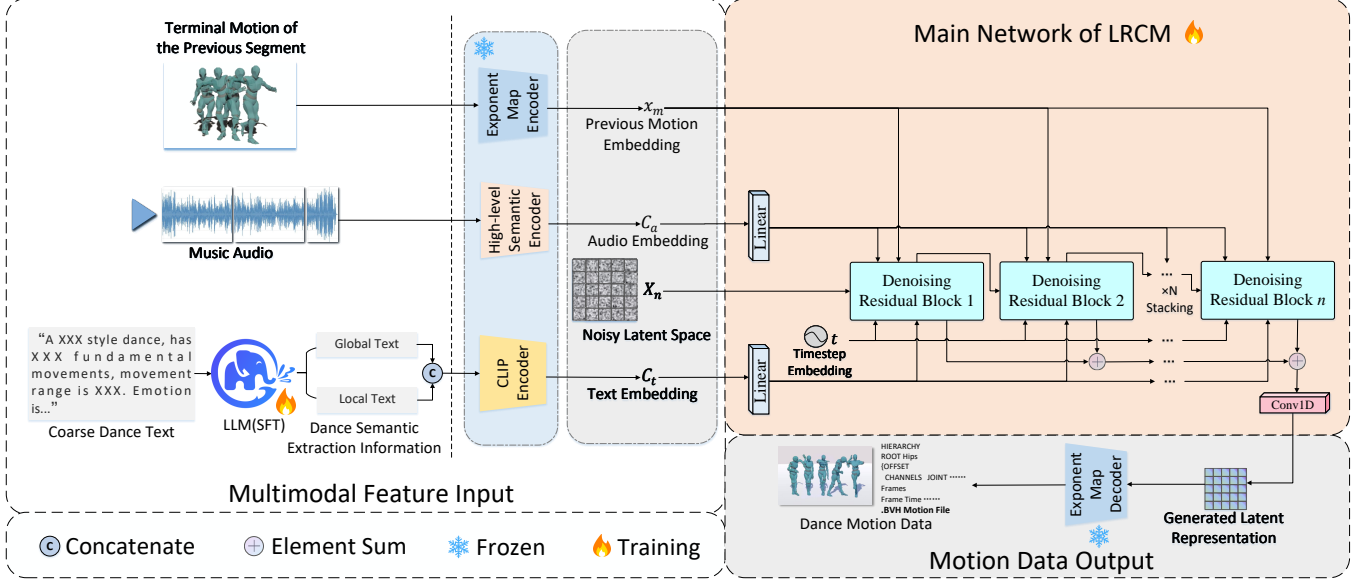 Terminal Motion of
the Previous Segment
Music Audio
"A XXX style dance, has
XXX fundamental
movements, movement
range is XXX. Emotion
is..."
Coarse Dance Text
LLM(SFT)
Global Text
Local Text
C
Dance Semantic
Extraction Information
Multimodal Feature Input
Exponent
Map
Encoder
High-level
Semantic
Encoder
CLIP
Encoder
x_m
Previous Motion
Embedding
C_a
Audio Embedding
X_n
Noisy Latent Space
C_t
Text Embedding
Main Network of LRCM
Linear
Linear
Denoising
Residual Block 1
Denoising
Residual Block 2
...
×N
Stacking
Denoising
Residual Block n
t
Timestep
Embedding
...
...
...
Conv1D
HIERARCHY
ROOT Hips
{OFFSET
CHANNELS JOINT ······
Frames
Frame Time ······
.BVH Motion File
Dance Motion Data
Exponent
Map
Decoder
Generated Latent
Representation
Motion Data Output
C Concatenate
Element Sum
Frozen
Training